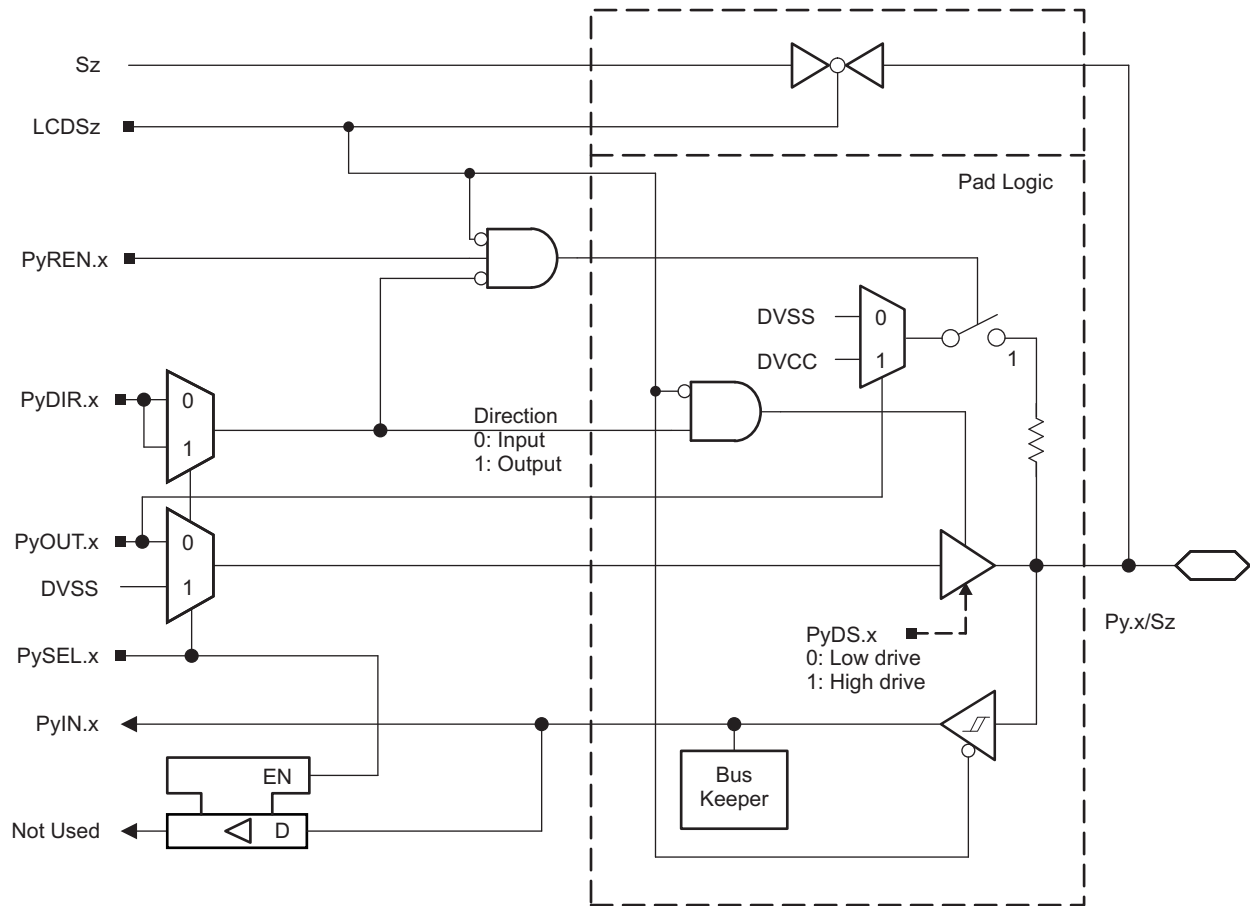 Sz
LCDSz
Pad Logic
PyREN.x
DVSS
0
DVCC
1
1
PyDIR.x
0
1
Direction
0: Input
1: Output
PyOUT.x
0
DVSS
1
PyDS.x
0: Low drive
1: High drive
Py.x/Sz
PySEL.x
PyIN.x
EN
Bus
Keeper
Not Used
D